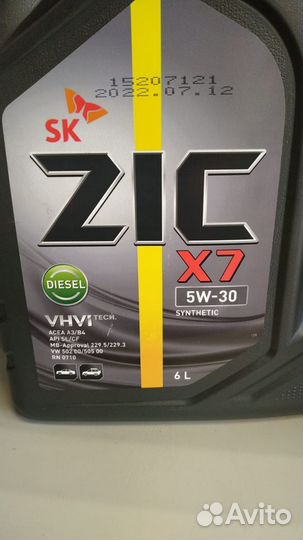 15207121
2022.07.12
SK
ZIC
X7
DIESEL
5W-30
SYNTHETIC
VHVI TECH.
ACEA A3/B4
API SL/CF
MB-Approval 229.5/229.3
VW 502 00/505 00
RN 0710
6 L
Avito